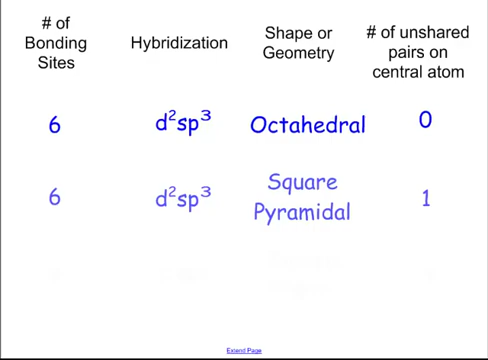 # of Bonding Sites
Hybridization
Shape or Geometry
# of unshared pairs on central atom
6 d²sp³ Octahedral 0
6 d²sp³ Square Pyramidal 1
Extend Page